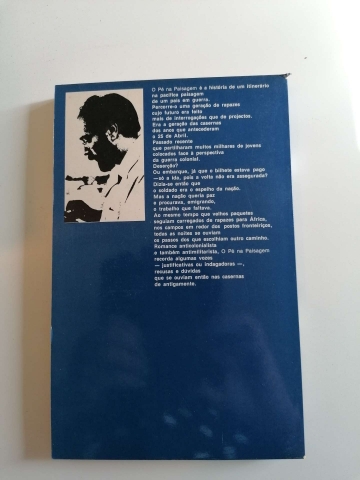 O Pé na Paisagem é a história de um itinerário
na pacífica paisagem
de um país em guerra.
Percorre-o uma geração de rapazes
cujo futuro era feito
mais de interrogações que de projectos.
Era a geração das casernas
dos anos que antecederam
o 25 de Abril.
Passado recente
que partilharam muitos milhares de jovens
colocados face à perspectiva
da guerra colonial.
Deserção?
Ou embarque, já que o bilhete estava pago
—só a ida, pois a volta não era assegurada?
Dizia-se então que
o soldado era o espelho da nação.
Mas a nação queria paz
e procurava, emigrando,
o trabalho que faltava.
Ao mesmo tempo que velhos paquetes
seguiam carregados de rapazes para África,
nos campos em redor dos postos fronteiriços,
todas as noites se ouviam
os passos dos que escolhiam outro caminho.
Romance anticolonialista
e também antimilitarista, O Pé na Paisagem
recorda algumas vozes
— justificativas ou indagadoras —,
recusas e dúvidas
que se ouviam então nas casernas
de antigamente.